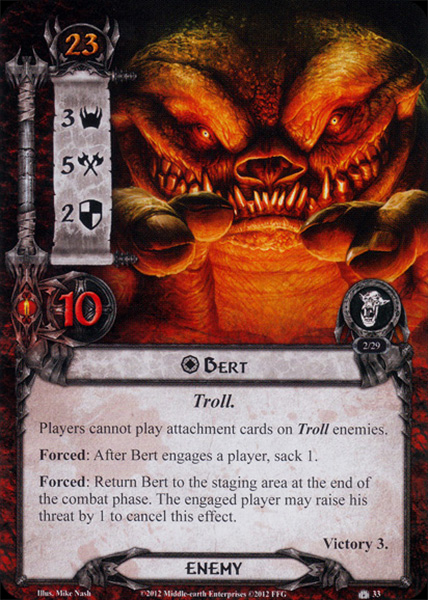 23
3
5
2
10
2/29
Bert
Troll.
Players cannot play attachment cards on Troll enemies.
Forced: After Bert engages a player, sack 1.
Forced: Return Bert to the staging area at the end of
the combat phase. The engaged player may raise his
threat by 1 to cancel this effect.
Victory 3.
ENEMY
Illus. Mike Nash ©2012 Middle-earth Enterprises ©2012 FFG 33